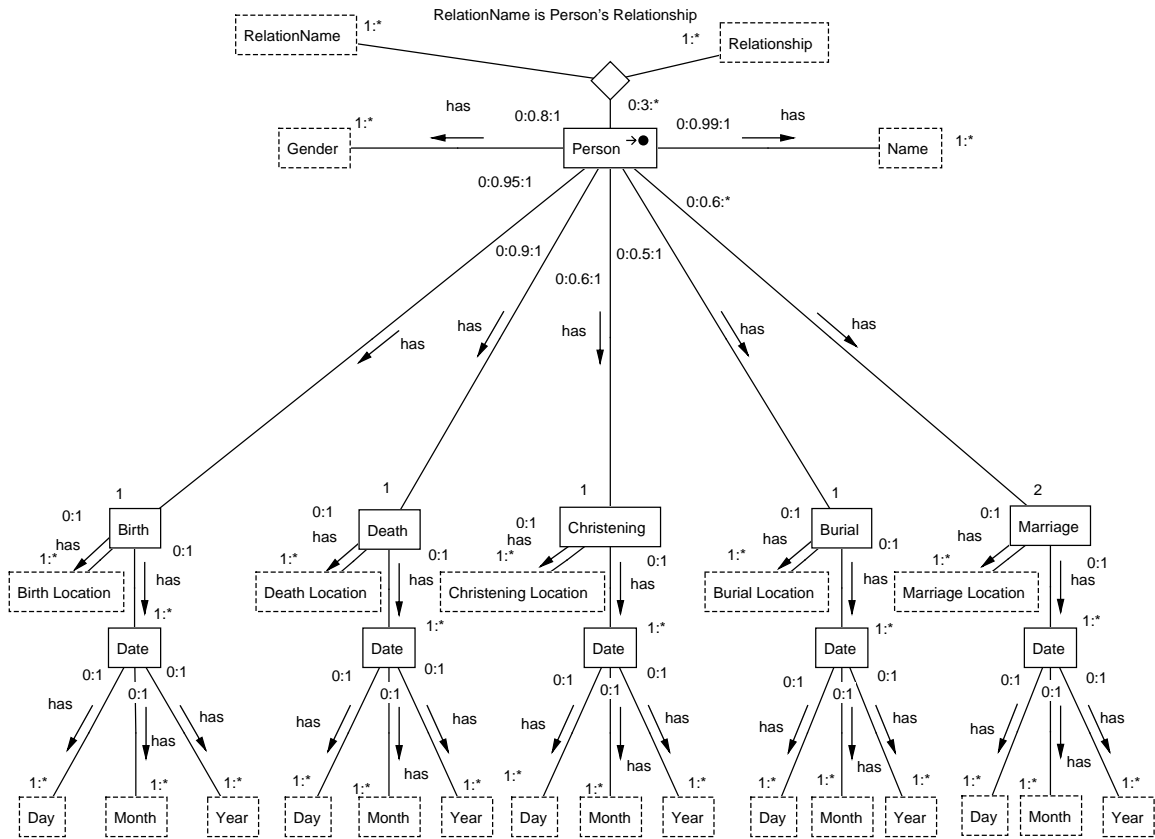 RelationName is Person's Relationship
RelationName
1:*
1:*
Relationship
has
0:0.8:1
0:3:*
0:0.99:1
has
1:*
Gender
Person
Name
1:*
0:0.95:1
0:0.6:*
0:0.9:1
0:0.6:1
0:0.5:1
has
has
has
has
has
1
1
1
1
2
0:1
Birth
0:1
has
1:*
Birth Location
has
1:*
Date
0:1
0:1
0:1
has
has
has
1:*
1:*
1:*
Day
Month
Year
0:1
Death
0:1
has
1:*
Death Location
has
1:*
Date
0:1
0:1
0:1
has
has
has
1:*
1:*
1:*
Day
Month
Year
0:1
Christening
0:1
has
1:*
Christening Location
has
1:*
Date
0:1
0:1
0:1
has
has
has
1:*
1:*
1:*
Day
Month
Year
0:1
Burial
0:1
has
1:*
Burial Location
has
1:*
Date
0:1
0:1
0:1
has
has
has
1:*
1:*
1:*
Day
Month
Year
0:1
Marriage
0:1
has
1:*
Marriage Location
has
1:*
Date
0:1
0:1
0:1
has
has
has
1:*
1:*
1:*
Day
Month
Year